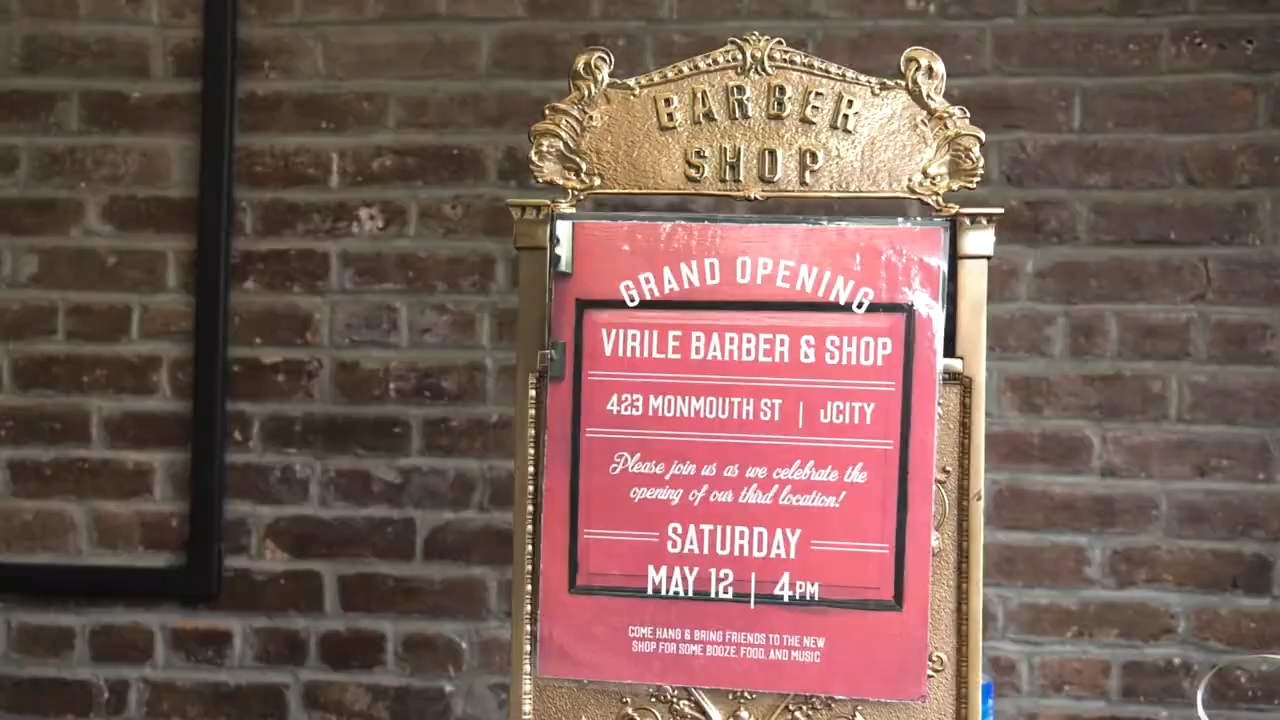 BARBER
SHOP
GRAND OPENING
VIRILE BARBER & SHOP
423 MONMOUTH ST | JCITY
Please join us as we celebrate the
opening of our third location!
SATURDAY
MAY 12 | 4PM
COME HANG & BRING FRIENDS TO THE NEW
SHOP FOR SOME BOOZE, FOOD, AND MUSIC